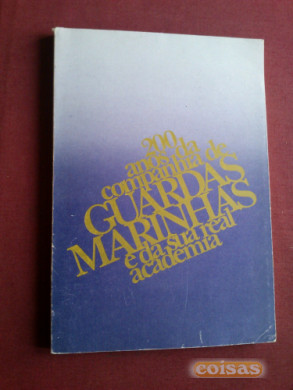 200
anos da
companhia de
GUARDAS
MARINHAS
e da sua real
academia
coisas